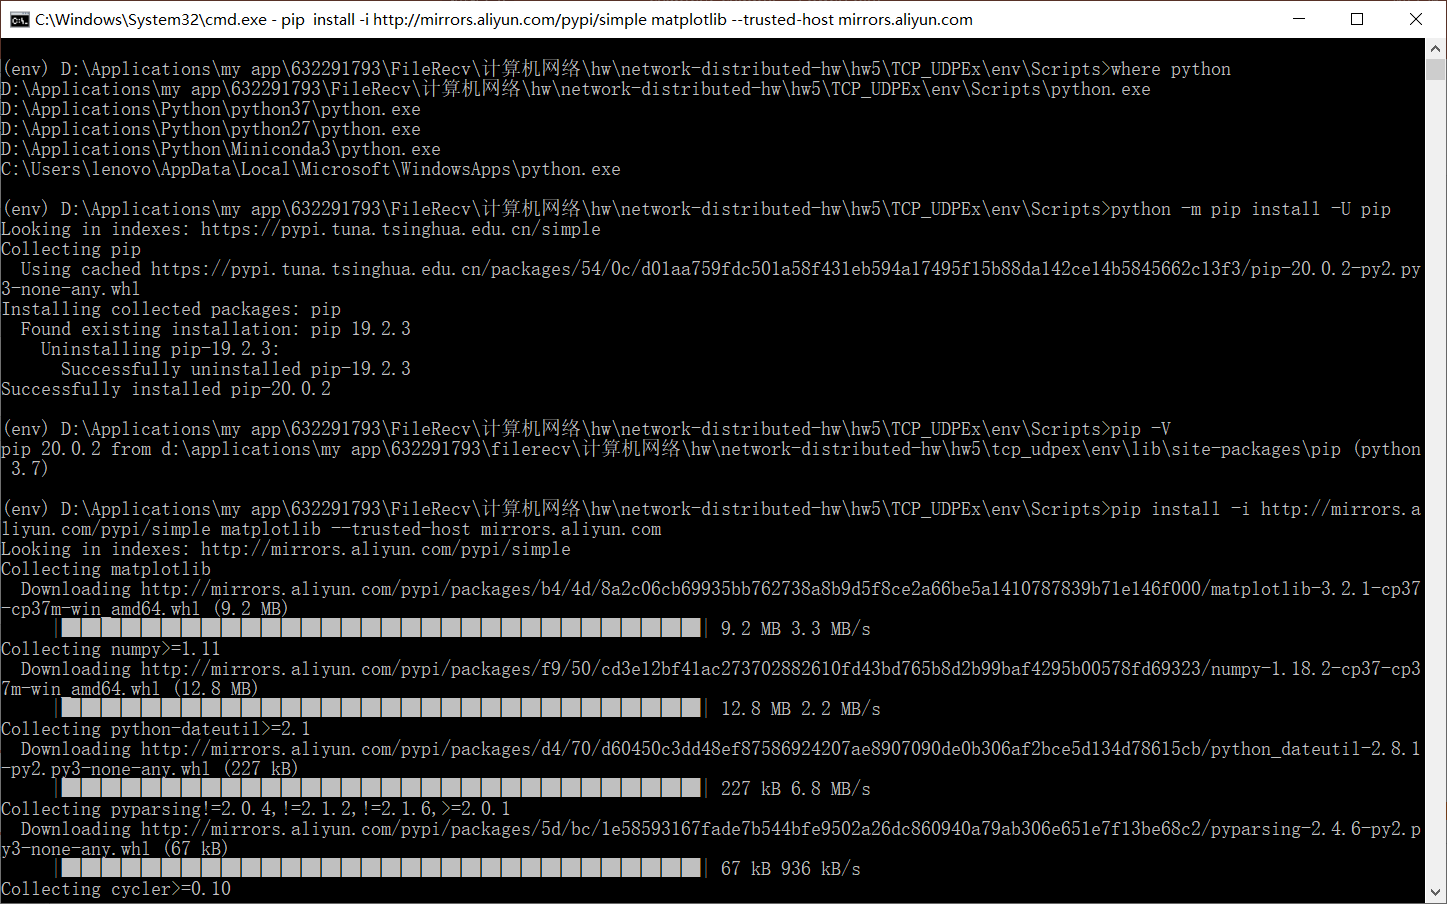 C:\Windows\System32\cmd.exe - pip  install -i http://mirrors.aliyun.com/pypi/simple matplotlib --trusted-host mirrors.aliyun.com
(env) D:\Applications\my app\632291793\FileRecv\计算机网络\hw\network-distributed-hw\hw5\TCP_UDPEx\env\Scripts>where python
D:\Applications\my app\632291793\FileRecv\计算机网络\hw\network-distributed-hw\hw5\TCP_UDPEx\env\Scripts\python.exe
D:\Applications\Python\python37\python.exe
D:\Applications\Python\python27\python.exe
D:\Applications\Python\Miniconda3\python.exe
C:\Users\lenovo\AppData\Local\Microsoft\WindowsApps\python.exe
(env) D:\Applications\my app\632291793\FileRecv\计算机网络\hw\network-distributed-hw\hw5\TCP_UDPEx\env\Scripts>python -m pip install -U pip
Looking in indexes: https://pypi.tuna.tsinghua.edu.cn/simple
Collecting pip
  Using cached https://pypi.tuna.tsinghua.edu.cn/packages/54/0c/d01aa759fdc501a58f431eb594a17495f15b88da142ce14b5845662c13f3/pip-20.0.2-py2.py
3-none-any.whl
Installing collected packages: pip
  Found existing installation: pip 19.2.3
    Uninstalling pip-19.2.3:
      Successfully uninstalled pip-19.2.3
Successfully installed pip-20.0.2
(env) D:\Applications\my app\632291793\FileRecv\计算机网络\hw\network-distributed-hw\hw5\TCP_UDPEx\env\Scripts>pip -V
pip 20.0.2 from d:\applications\my app\632291793\filerecv\计算机网络\hw\network-distributed-hw\hw5\tcp_udpex\env\lib\site-packages\pip (python
 3.7)
(env) D:\Applications\my app\632291793\FileRecv\计算机网络\hw\network-distributed-hw\hw5\TCP_UDPEx\env\Scripts>pip install -i http://mirrors.a
liyun.com/pypi/simple matplotlib --trusted-host mirrors.aliyun.com
Looking in indexes: http://mirrors.aliyun.com/pypi/simple
Collecting matplotlib
  Downloading http://mirrors.aliyun.com/pypi/packages/b4/4d/8a2c06cb69935bb762738a8b9d5f8ce2a66be5a1410787839b71e146f000/matplotlib-3.2.1-cp37
-cp37m-win_amd64.whl (9.2 MB)
9.2 MB 3.3 MB/s
Collecting numpy>=1.11
  Downloading http://mirrors.aliyun.com/pypi/packages/f9/50/cd3e12bf41ac273702882610fd43bd765b8d2b99baf4295b00578fd69323/numpy-1.18.2-cp37-cp3
7m-win_amd64.whl (12.8 MB)
12.8 MB 2.2 MB/s
Collecting python-dateutil>=2.1
  Downloading http://mirrors.aliyun.com/pypi/packages/d4/70/d60450c3dd48ef87586924207ae8907090de0b306af2bce5d134d78615cb/python_dateutil-2.8.1
-py2.py3-none-any.whl (227 kB)
227 kB 6.8 MB/s
Collecting pyparsing!=2.0.4,!=2.1.2,!=2.1.6,>=2.0.1
  Downloading http://mirrors.aliyun.com/pypi/packages/5d/bc/1e58593167fade7b544bfe9502a26dc860940a79ab306e651e7f13be68c2/pyparsing-2.4.6-py2.p
y3-none-any.whl (67 kB)
67 kB 936 kB/s
Collecting cycler>=0.10